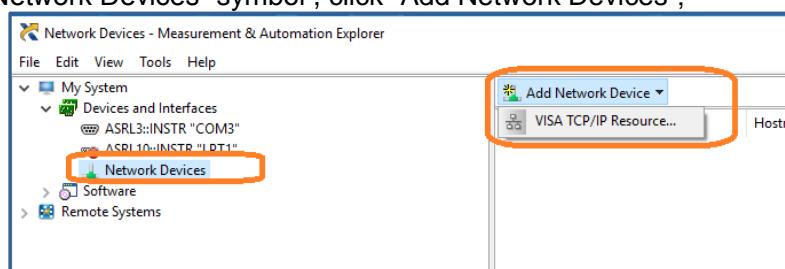 Network Devices" symbol, click "Add Network Devices",
Network Devices - Measurement & Automation Explorer
File Edit View Tools Help
My System
Devices and Interfaces
ASRL3::INSTR "COM3"
ASRL10::INSTR "LPT1"
Network Devices
Software
Remote Systems
Add Network Device
VISA TCP/IP Resource...
Host